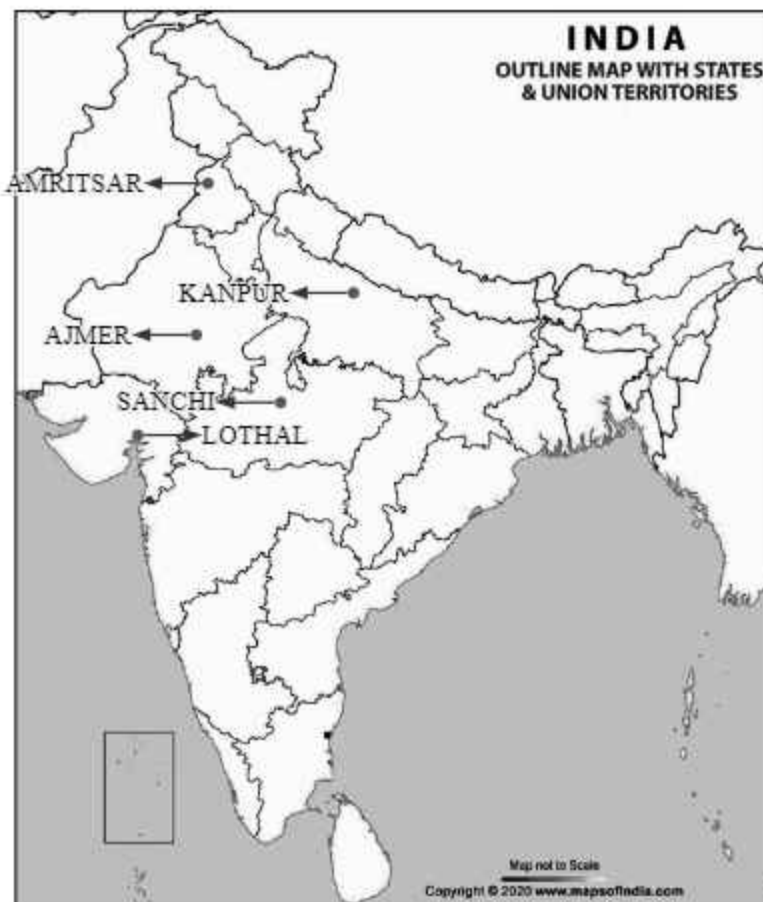 INDIA
OUTLINE MAP WITH STATES
& UNION TERRITORIES
AMRITSAR
KANPUR
AJMER
SANCHI
LOTHAL
Map not to Scale
Copyright © 2020 www.mapsofindia.com